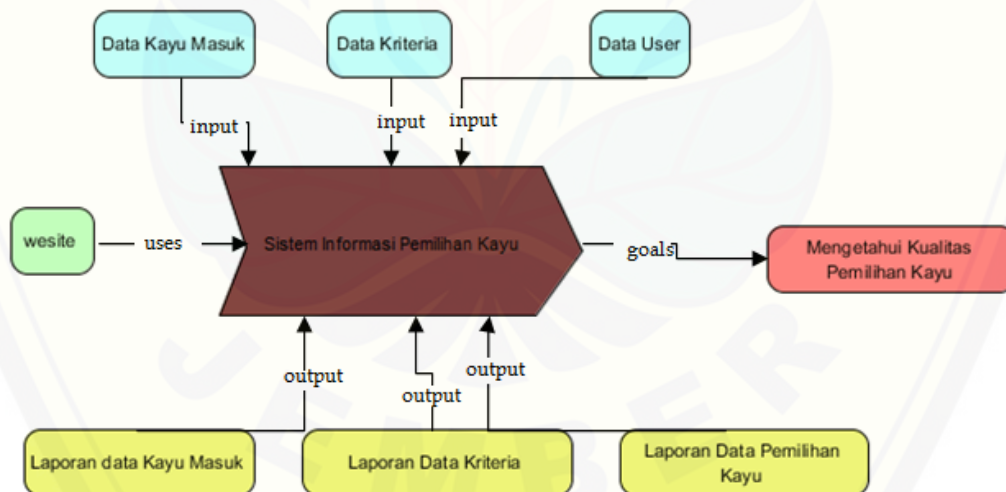 Data Kayu Masuk
Data Kriteria
Data User
input
input
input
wesite
uses
Sistem Informasi Pemilihan Kayu
goals
Mengetahui Kualitas
Pemilihan Kayu
output
output
output
Laporan data Kayu Masuk
Laporan Data Kriteria
Laporan Data Pemilihan
Kayu
JEMBER